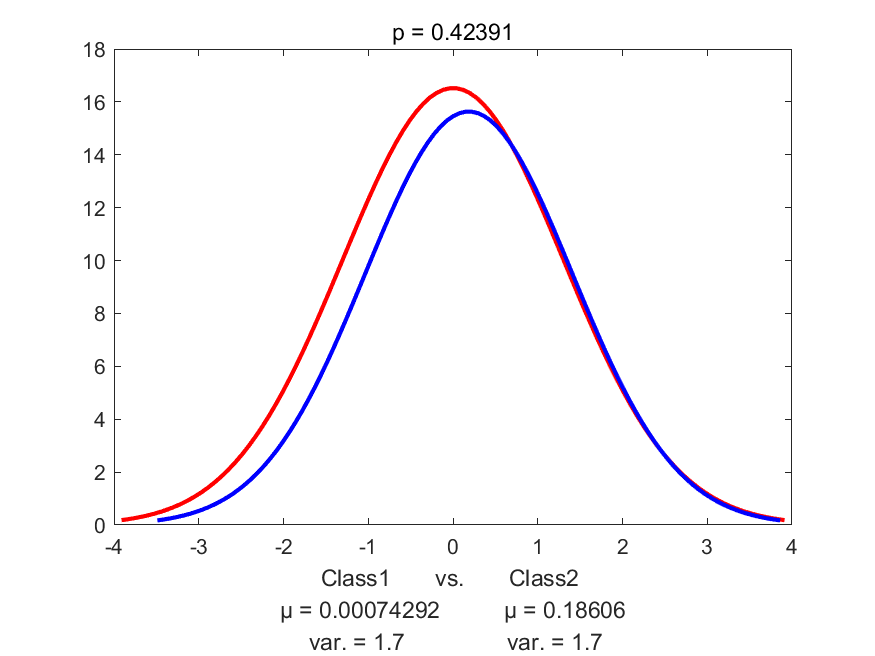 p = 0.42391
18
16
14
12
10
8
6
4
2
0
-4 -3 -2 -1 0 1 2 3 4
Class1 vs. Class2
μ = 0.00074292 μ = 0.18606
var. = 1.7 var. = 1.7